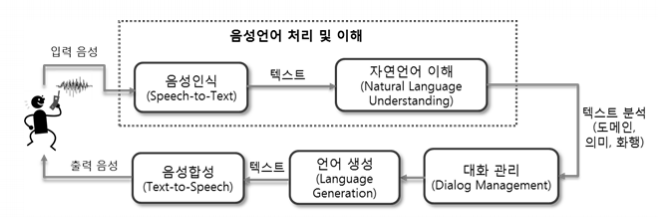 음성언어 처리 및 이해
입력 음성
음성인식
(Speech-to-Text)
텍스트
자연언어 이해
(Natural Language
Understanding)
텍스트 분석
(도메인,
의미, 화행)
대화 관리
(Dialog Management)
언어 생성
(Language
Generation)
텍스트
음성합성
(Text-to-Speech)
출력 음성